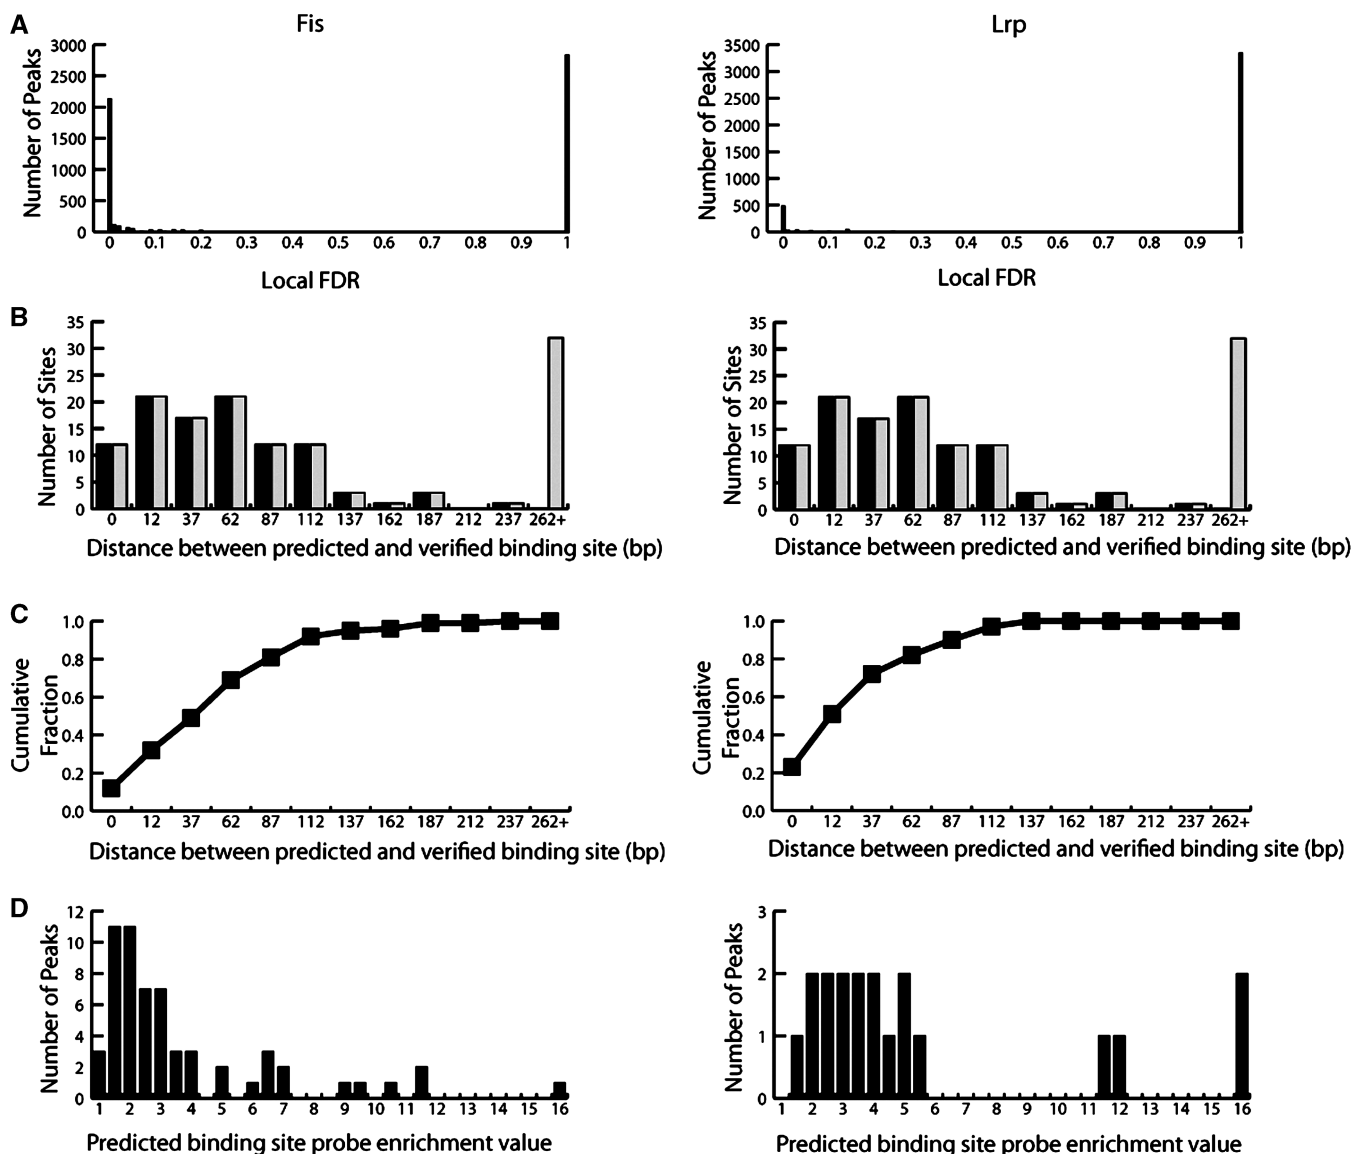 A
Fis
Lrp
Number of Peaks
3000
2500
2000
1500
1000
500
0
0 0.1 0.2 0.3 0.4 0.5 0.6 0.7 0.8 0.9 1
Local FDR
Number of Peaks
3500
3000
2500
2000
1500
1000
500
0
0 0.1 0.2 0.3 0.4 0.5 0.6 0.7 0.8 0.9 1
Local FDR
B
Number of Sites
35
30
25
20
15
10
5
0
0 12 37 62 87 112 137 162 187 212 237 262+
Distance between predicted and verified binding site (bp)
Number of Sites
35
30
25
20
15
10
5
0
0 12 37 62 87 112 137 162 187 212 237 262+
Distance between predicted and verified binding site (bp)
C
Cumulative
Fraction
1.0
0.8
0.6
0.4
0.2
0.0
0 12 37 62 87 112 137 162 187 212 237 262+
Distance between predicted and verified binding site (bp)
Cumulative
Fraction
1.0
0.8
0.6
0.4
0.2
0.0
0 12 37 62 87 112 137 162 187 212 237 262+
Distance between predicted and verified binding site (bp)
D
Number of Peaks
12
10
8
6
4
2
0
1 2 3 4 5 6 7 8 9 10 11 12 13 14 15 16
Predicted binding site probe enrichment value
Number of Peaks
3
2
1
0
1 2 3 4 5 6 7 8 9 10 11 12 13 14 15 16
Predicted binding site probe enrichment value